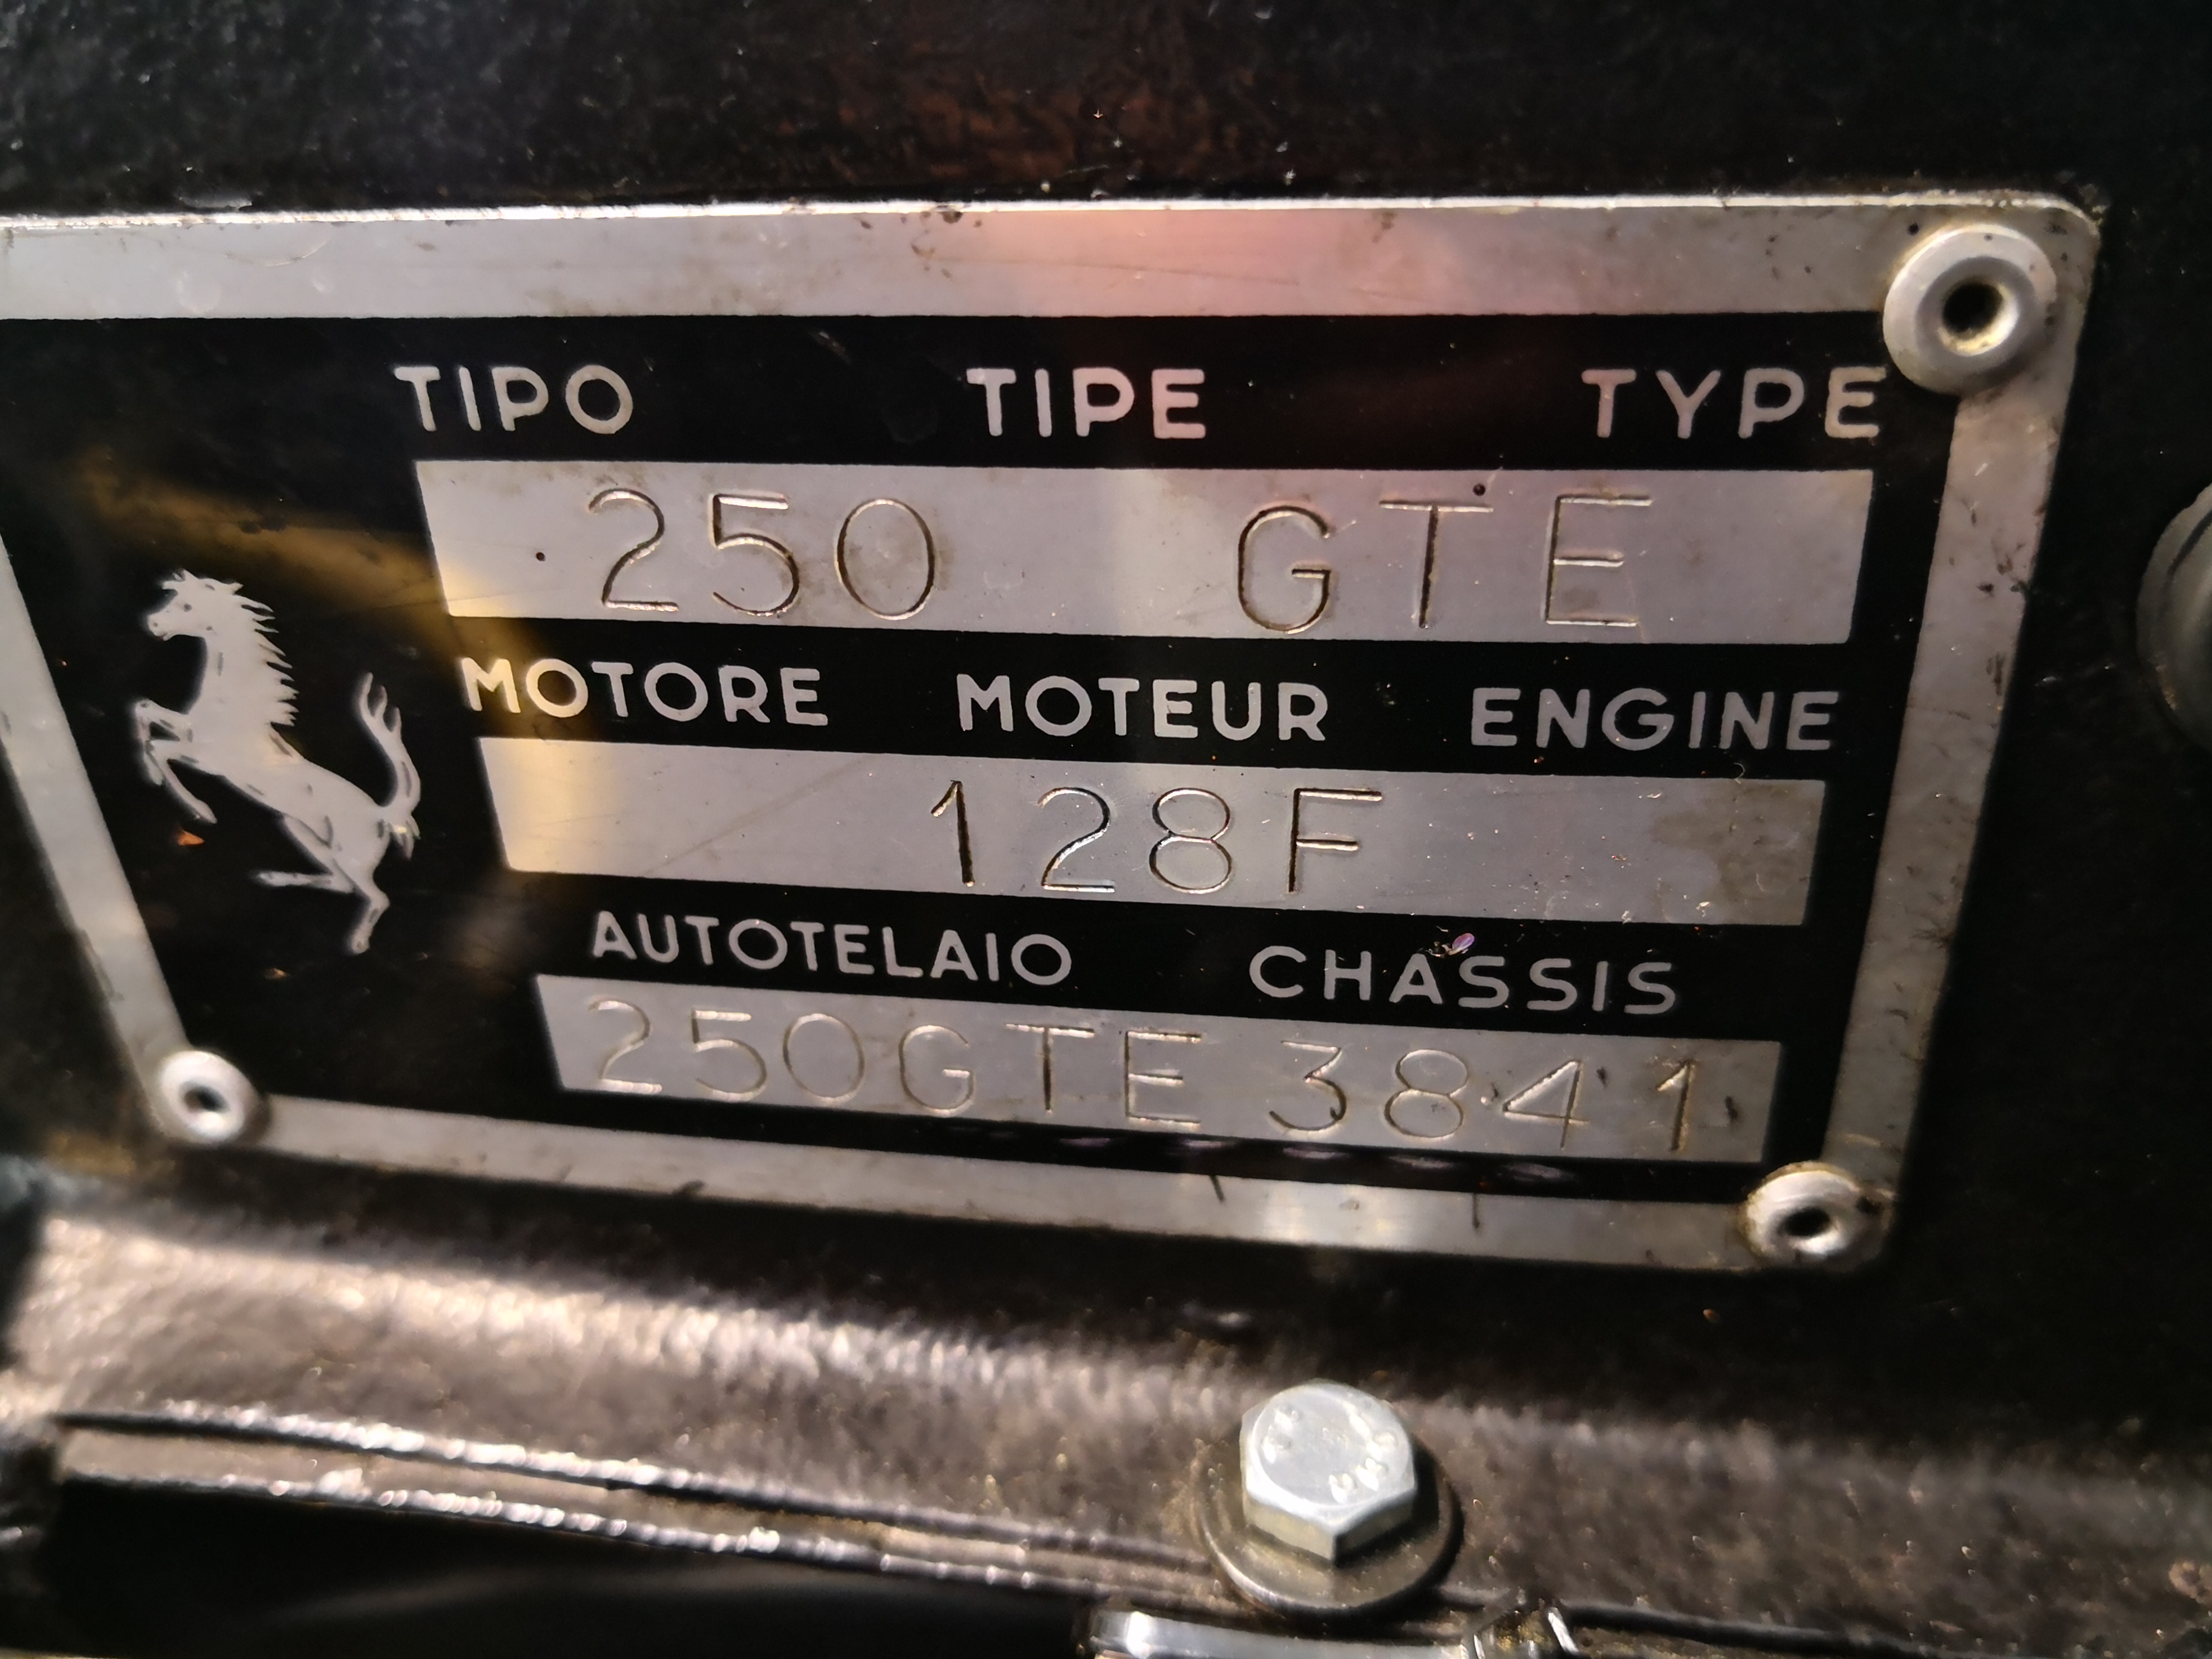 TIPO TIPE TYPE
250 GTE
MOTORE MOTEUR ENGINE
128F
AUTOTELAIO CHASSIS
250GTE 3841